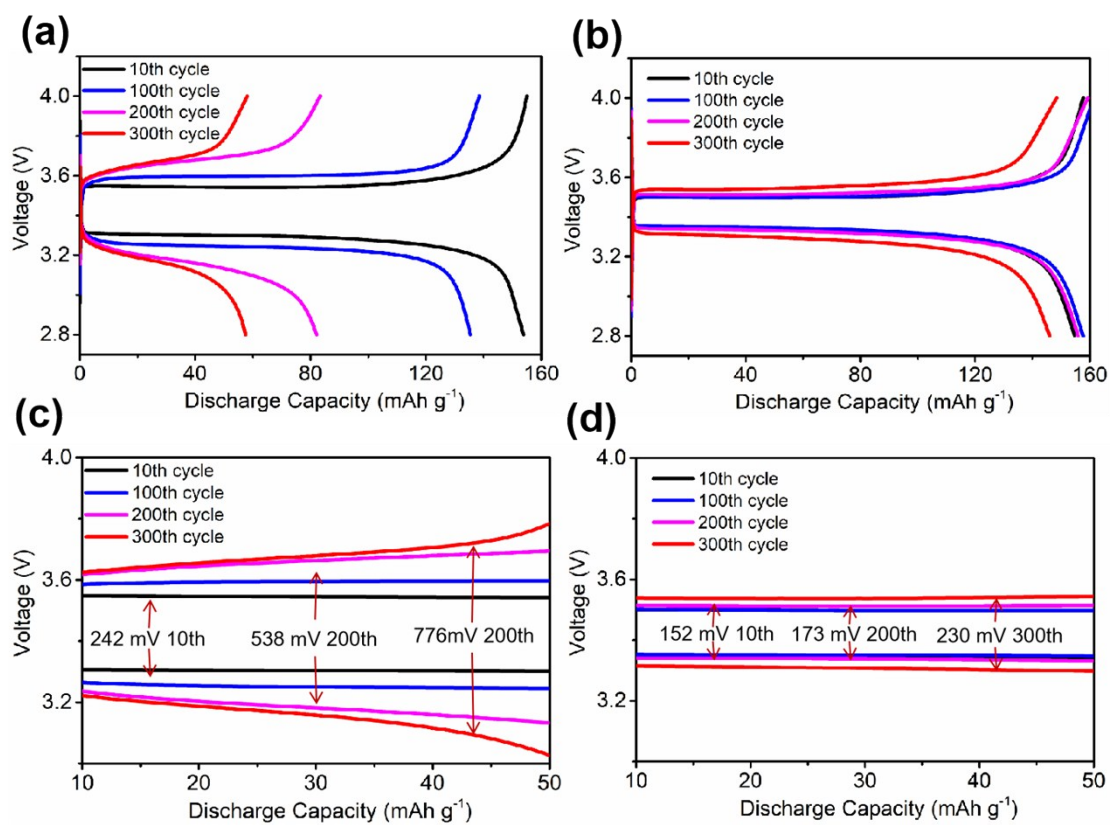 (a)
10th cycle
100th cycle
200th cycle
300th cycle
4.0
3.6
3.2
2.8
Voltage (V)
0 40 80 120 160
Discharge Capacity (mAh g⁻¹)
(b)
10th cycle
100th cycle
200th cycle
300th cycle
4.0
3.6
3.2
2.8
Voltage (V)
0 40 80 120 160
Discharge Capacity (mAh g⁻¹)
(c)
10th cycle
100th cycle
200th cycle
300th cycle
4.0
3.6
3.2
Voltage (V)
242 mV 10th 538 mV 200th 776mV 200th
10 20 30 40 50
Discharge Capacity (mAh g⁻¹)
(d)
10th cycle
100th cycle
200th cycle
300th cycle
4.0
3.6
3.2
Voltage (V)
152 mV 10th 173 mV 200th 230 mV 300th
10 20 30 40 50
Discharge Capacity (mAh g⁻¹)